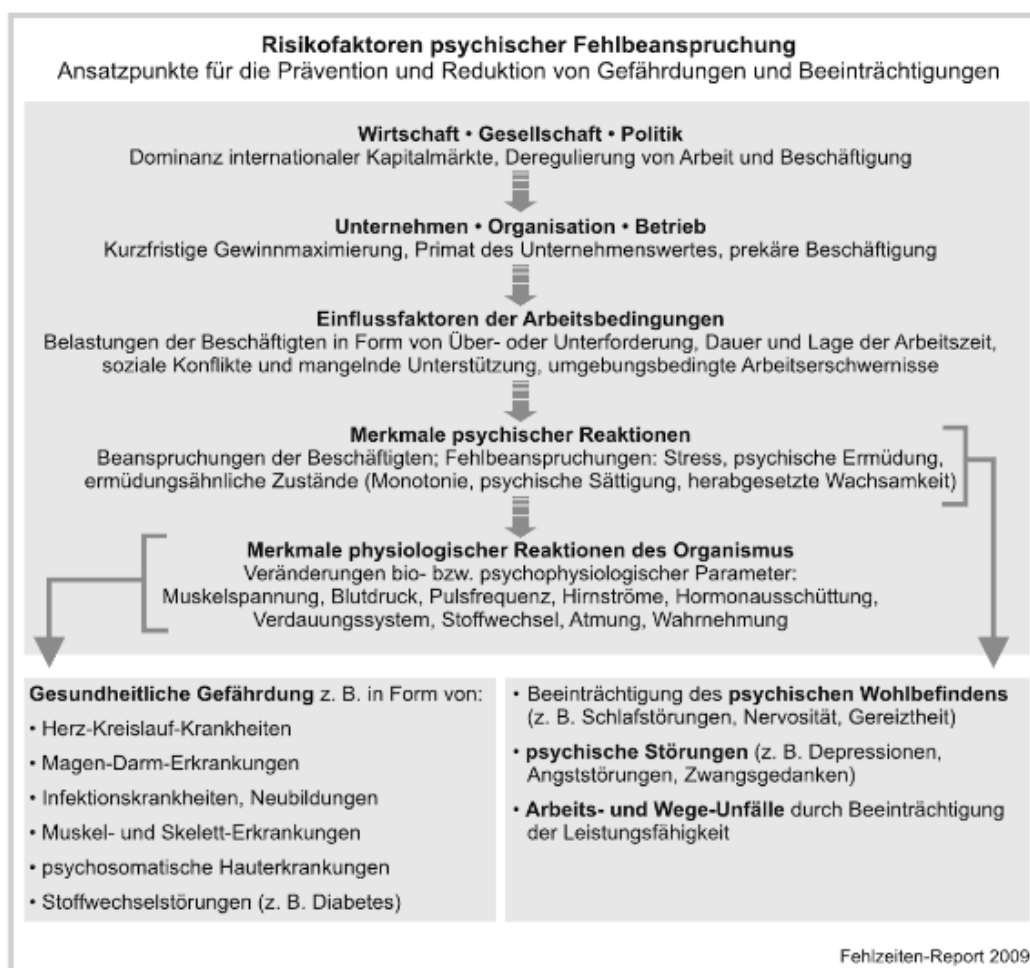 Risikofaktoren psychischer Fehlbeanspruchung
Ansatzpunkte für die Prävention und Reduktion von Gefährdungen und Beeinträchtigungen
Wirtschaft • Gesellschaft • Politik
Dominanz internationaler Kapitalmärkte, Deregulierung von Arbeit und Beschäftigung
Unternehmen • Organisation • Betrieb
Kurzfristige Gewinnmaximierung, Primat des Unternehmenswertes, prekäre Beschäftigung
Einflussfaktoren der Arbeitsbedingungen
Belastungen der Beschäftigten in Form von Über- oder Unterforderung, Dauer und Lage der Arbeitszeit,
soziale Konflikte und mangelnde Unterstützung, umgebungsbedingte Arbeitserschwernisse
Merkmale psychischer Reaktionen
Beanspruchungen der Beschäftigten; Fehlbeanspruchungen: Stress, psychische Ermüdung,
ermüdungsähnliche Zustände (Monotonie, psychische Sättigung, herabgesetzte Wachsamkeit)
Merkmale physiologischer Reaktionen des Organismus
Veränderungen bio- bzw. psychophysiologischer Parameter:
Muskelspannung, Blutdruck, Pulsfrequenz, Hirnströme, Hormonausschüttung,
Verdauungssystem, Stoffwechsel, Atmung, Wahrnehmung
Gesundheitliche Gefährdung z. B. in Form von:
• Herz-Kreislauf-Krankheiten
• Magen-Darm-Erkrankungen
• Infektionskrankheiten, Neubildungen
• Muskel- und Skelett-Erkrankungen
• psychosomatische Hauterkrankungen
• Stoffwechselstörungen (z. B. Diabetes)
• Beeinträchtigung des psychischen Wohlbefindens
(z. B. Schlafstörungen, Nervosität, Gereiztheit)
• psychische Störungen (z. B. Depressionen,
Angststörungen, Zwangsgedanken)
• Arbeits- und Wege-Unfälle durch Beeinträchtigung
der Leistungsfähigkeit
Fehlzeiten-Report 2009